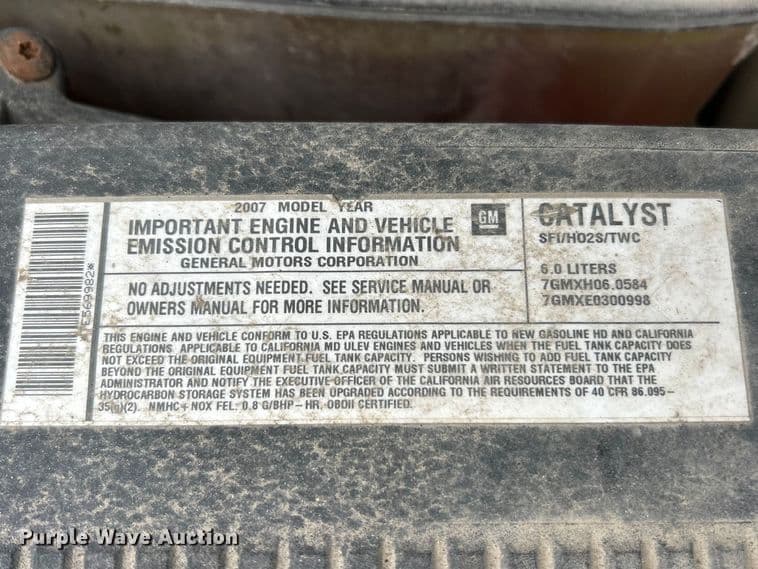 2007 MODEL YEAR
IMPORTANT ENGINE AND VEHICLE
EMISSION CONTROL INFORMATION
GENERAL MOTORS CORPORATION
GM
CATALYST
SFI/HO2S/TWC
NO ADJUSTMENTS NEEDED. SEE SERVICE MANUAL OR
OWNERS MANUAL FOR MORE INFORMATION.
6.0 LITERS
7GMXH06.0584
7GMXE0300998
THIS ENGINE AND VEHICLE CONFORM TO U.S. EPA REGULATIONS APPLICABLE TO NEW GASOLINE HD AND CALIFORNIA
REGULATIONS APPLICABLE TO CALIFORNIA MD ULEV ENGINES AND VEHICLES WHEN THE FUEL TANK CAPACITY DOES
NOT EXCEED THE ORIGINAL EQUIPMENT FUEL TANK CAPACITY. PERSONS WISHING TO ADD FUEL TANK CAPACITY
BEYOND THE ORIGINAL EQUIPMENT FUEL TANK CAPACITY MUST SUBMIT A WRITTEN STATEMENT TO THE EPA
ADMINISTRATOR AND NOTIFY THE EXECUTIVE OFFICER OF THE CALIFORNIA AIR RESOURCES BOARD THAT THE
HYDROCARBON STORAGE SYSTEM HAS BEEN UPGRADED ACCORDING TO THE REQUIREMENTS OF 40 CFR 86.095-
35(g)(2). NMHC+NOX FEL: 0.8 G/BHP-HR, OBDII CERTIFIED.
Purple Wave Auction